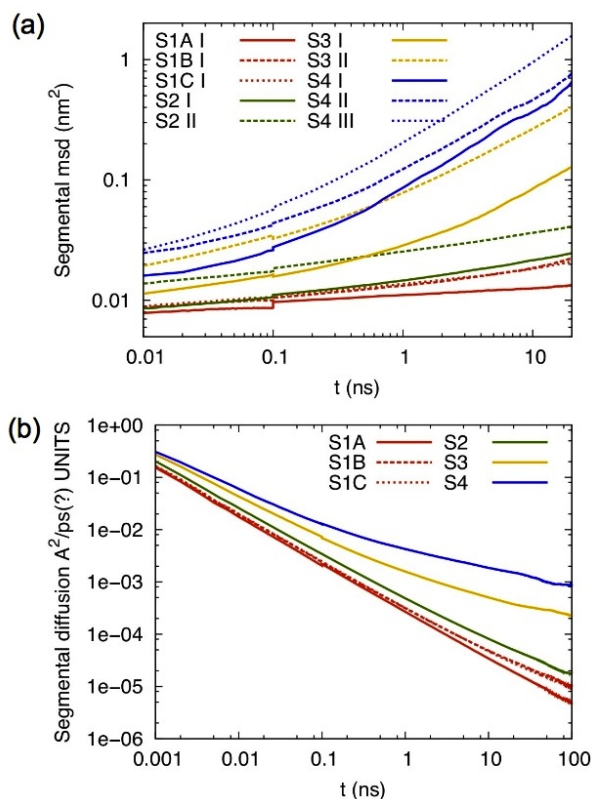 (a)
S1A I S3 I
S1B I S3 II
S1C I S4 I
S2 I S4 II
S2 II S4 III
Segmental msd (nm²)
1
0.1
0.01
0.01 0.1 1 10
t (ns)
(b)
S1A S2
S1B S3
S1C S4
Segmental diffusion A^2/ps(?) UNITS
1e+00
1e-01
1e-02
1e-03
1e-04
1e-05
1e-06
0.001 0.01 0.1 1 10 100
t (ns)